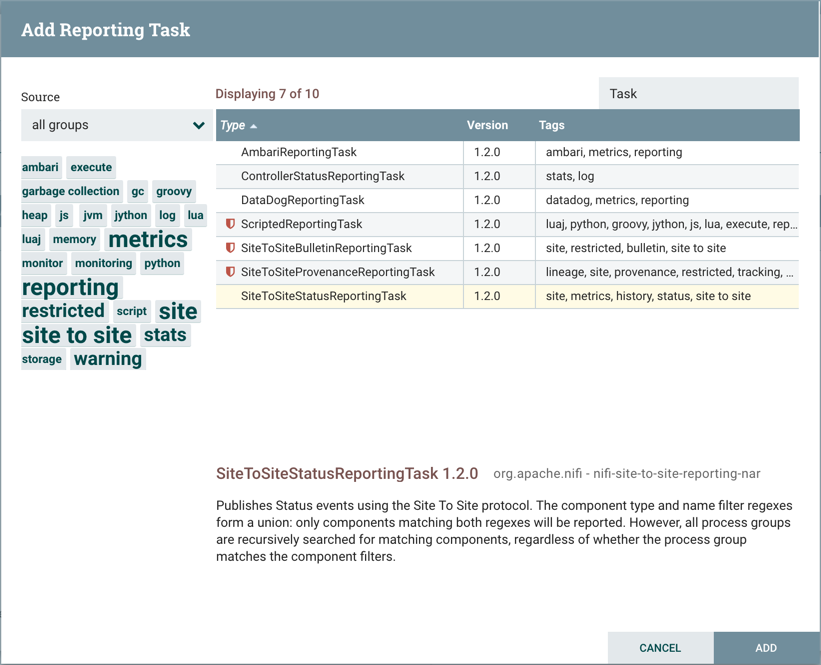 Add Reporting Task
Source
Displaying 7 of 10
Task
all groups
Type Version Tags
ambari execute
garbage collection gc groovy
heap js jvm jython log lua
luaj memory metrics
monitor monitoring python
reporting
restricted script site
site to site stats
storage warning
AmbariReportingTask 1.2.0 ambari, metrics, reporting
ControllerStatusReportingTask 1.2.0 stats, log
DataDogReportingTask 1.2.0 datadog, metrics, reporting
ScriptedReportingTask 1.2.0 luaj, python, groovy, jython, js, lua, execute, rep...
SiteToSiteBulletinReportingTask 1.2.0 site, restricted, bulletin, site to site
SiteToSiteProvenanceReportingTask 1.2.0 lineage, site, provenance, restricted, tracking, ...
SiteToSiteStatusReportingTask 1.2.0 site, metrics, history, status, site to site
SiteToSiteStatusReportingTask 1.2.0 org.apache.nifi - nifi-site-to-site-reporting-nar
Publishes Status events using the Site To Site protocol. The component type and name filter regexes
form a union: only components matching both regexes will be reported. However, all process groups
are recursively searched for matching components, regardless of whether the process group
matches the component filters.
CANCEL ADD